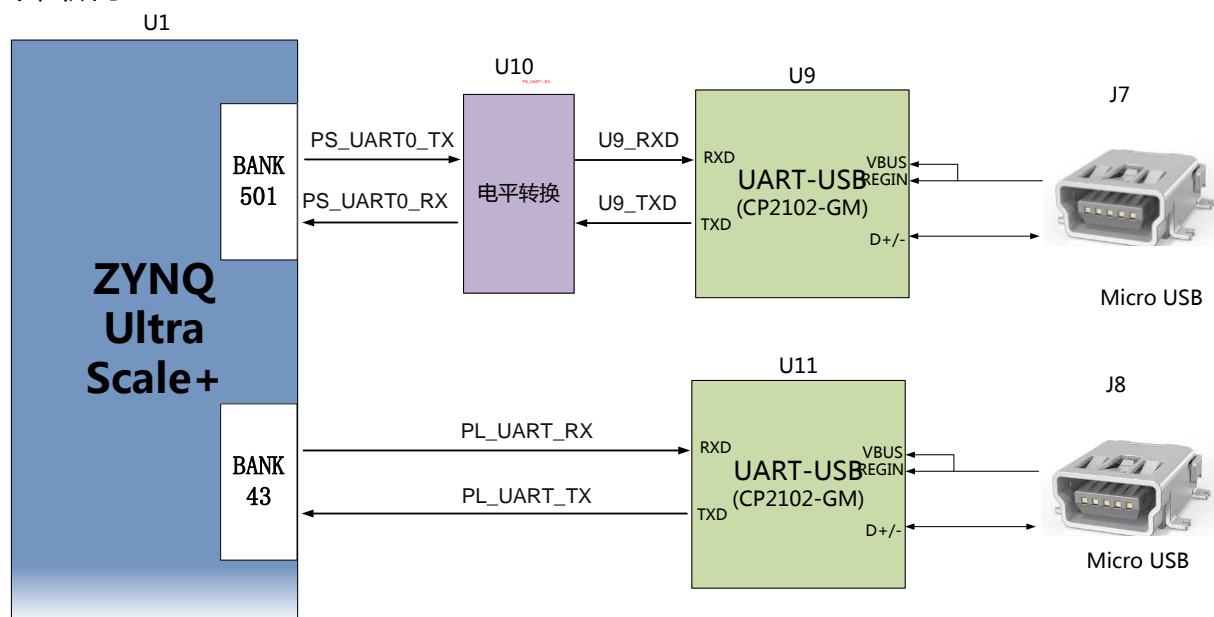 U1
U10
U9
J7
PS_UART0_TX
U9_RXD
BANK
501
RXD
VBUS
电平转换
UART-USB
REGIN
(CP2102-GM)
PS_UART0_RX
U9_TXD
TXD
D+/-
ZYNQ
Ultra
Scale+
Micro USB
U11
J8
PL_UART_RX
RXD
VBUS
BANK
43
UART-USB
REGIN
(CP2102-GM)
PL_UART_TX
TXD
D+/-
Micro USB